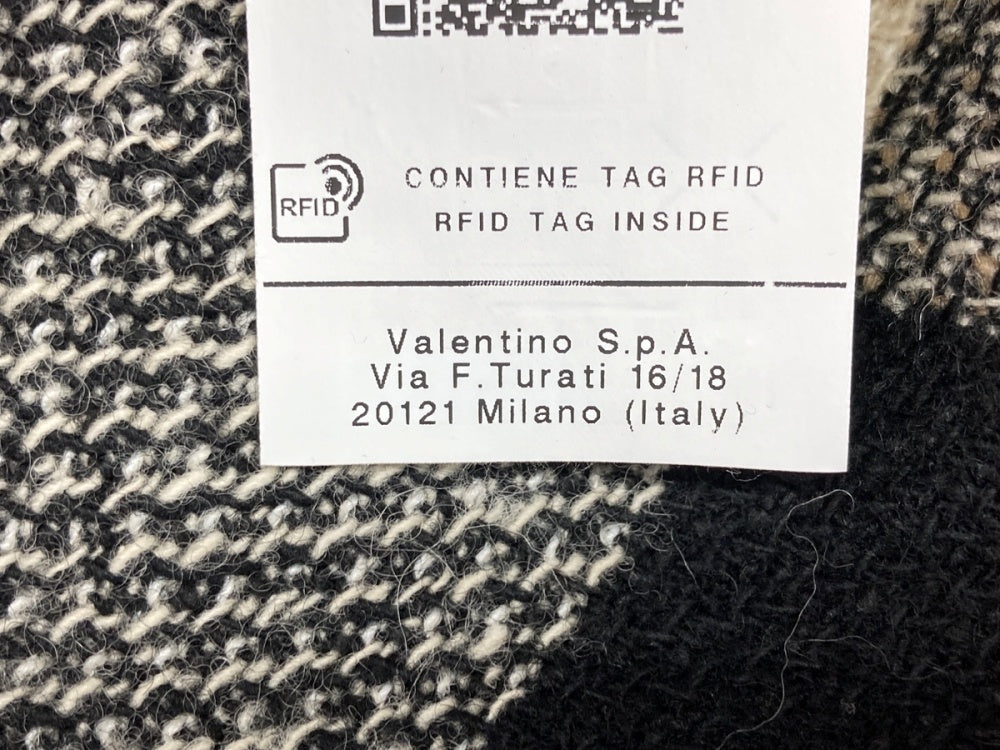 RFID
CONTIENE TAG RFID
RFID TAG INSIDE
Valentino S.p.A.
Via F.Turati 16/18
20121 Milano (Italy)